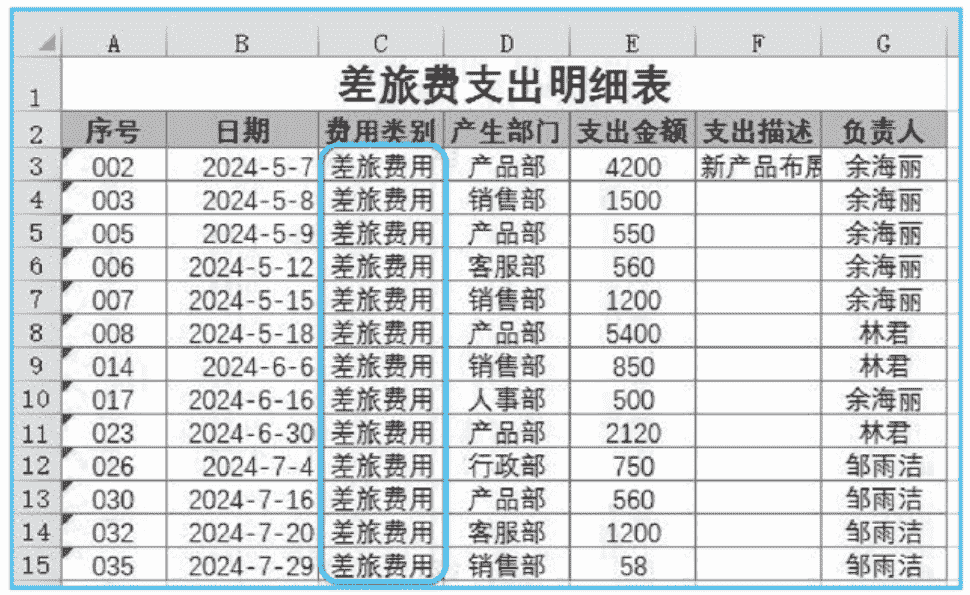 A B C D E F G
1 差旅费支出明细表
2 序号 日期 费用类别 产生部门 支出金额 支出描述 负责人
3 002 2024-5-7 差旅费用 产品部 4200 新产品布展 余海丽
4 003 2024-5-8 差旅费用 销售部 1500 余海丽
5 005 2024-5-9 差旅费用 产品部 550 余海丽
6 006 2024-5-12 差旅费用 客服部 560 余海丽
7 007 2024-5-15 差旅费用 销售部 1200 余海丽
8 008 2024-5-18 差旅费用 产品部 5400 林君
9 014 2024-6-6 差旅费用 销售部 850 林君
10 017 2024-6-16 差旅费用 人事部 500 余海丽
11 023 2024-6-30 差旅费用 产品部 2120 林君
12 026 2024-7-4 差旅费用 行政部 750 邹雨洁
13 030 2024-7-16 差旅费用 产品部 560 邹雨洁
14 032 2024-7-20 差旅费用 客服部 1200 邹雨洁
15 035 2024-7-29 差旅费用 销售部 58 邹雨洁